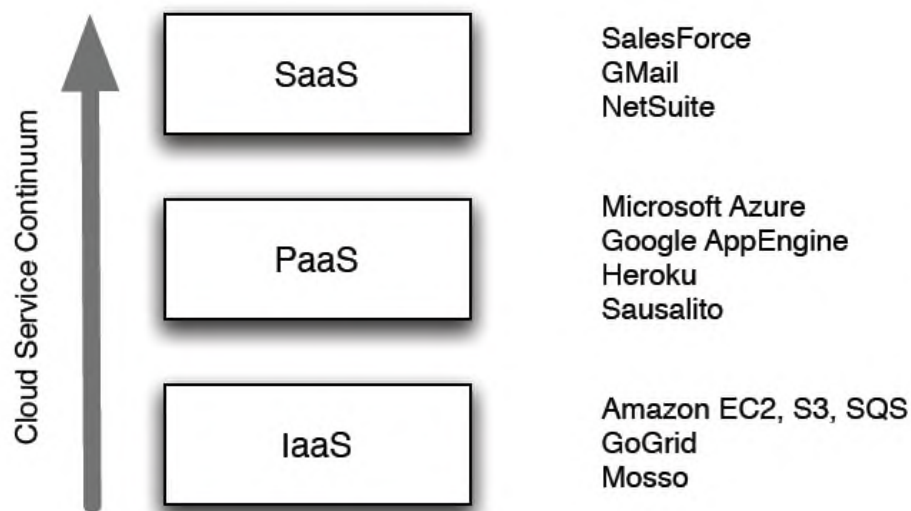 Cloud Service Continuum
SaaS
SalesForce
GMail
NetSuite
PaaS
Microsoft Azure
Google AppEngine
Heroku
Sausalito
IaaS
Amazon EC2, S3, SQS
GoGrid
Mosso